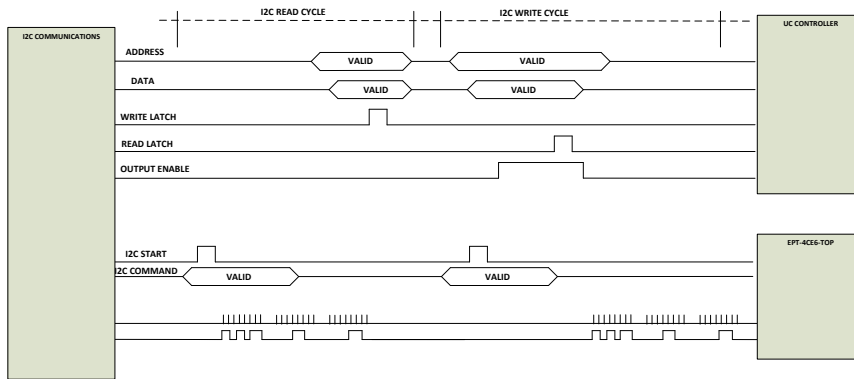 I2C READ CYCLE
I2C WRITE CYCLE
I2C COMMUNICATIONS
UC CONTROLLER
ADDRESS
VALID
VALID
DATA
VALID
VALID
WRITE LATCH
READ LATCH
OUTPUT ENABLE
EPT-4CE6-TOP
I2C START
I2C COMMAND
VALID
VALID